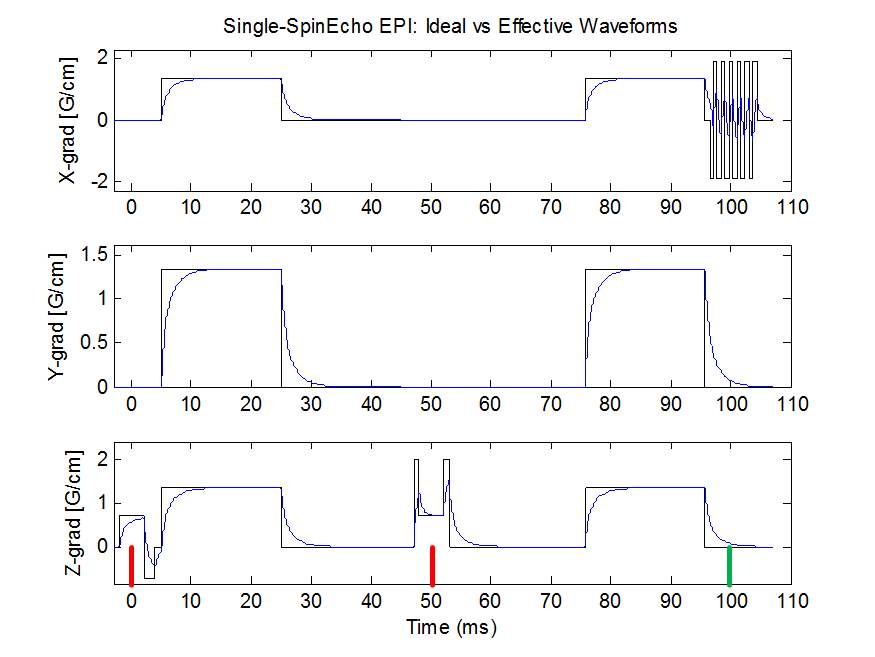 Single-SpinEcho EPI: Ideal vs Effective Waveforms
X-grad [G/cm]
2
0
-2
0 10 20 30 40 50 60 70 80 90 100 110
Y-grad [G/cm]
1.5
1
0.5
0
0 10 20 30 40 50 60 70 80 90 100 110
Z-grad [G/cm]
2
1
0
0 10 20 30 40 50 60 70 80 90 100 110
Time (ms)